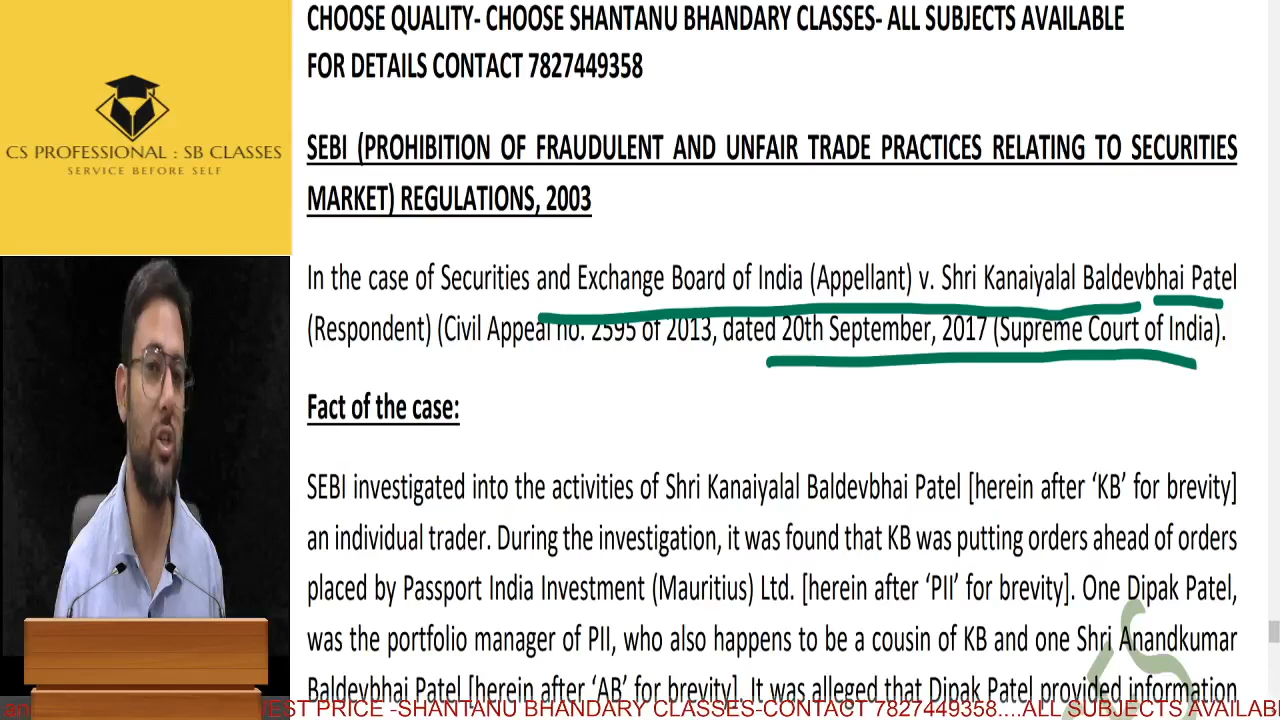 CHOOSE QUALITY- CHOOSE SHANTANU BHANDARY CLASSES- ALL SUBJECTS AVAILABLE
FOR DETAILS CONTACT 7827449358
CS PROFESSIONAL : SB CLASSES
SERVICE BEFORE SELF
SEBI (PROHIBITION OF FRAUDULENT AND UNFAIR TRADE PRACTICES RELATING TO SECURITIES
MARKET) REGULATIONS, 2003
In the case of Securities and Exchange Board of India (Appellant) v. Shri Kanaiyalal Baldevbhai Patel
(Respondent) (Civil Appeal no. 2595 of 2013, dated 20th September, 2017 (Supreme Court of India).
Fact of the case:
SEBI investigated into the activities of Shri Kanaiyalal Baldevbhai Patel [herein after ‘KB’ for brevity]
an individual trader. During the investigation, it was found that KB was putting orders ahead of orders
placed by Passport India Investment (Mauritius) Ltd. [herein after ‘PII’ for brevity]. One Dipak Patel,
was the portfolio manager of PII, who also happens to be a cousin of KB and one Shri Anandkumar
Baldevbhai Patel [herein after ‘AB’ for brevity]. It was alleged that Dipak Patel provided information
EST PRICE -SHANTANU BHANDARY CLASSES-CONTACT 7827449358....ALL SUBJECTS AVAILAB